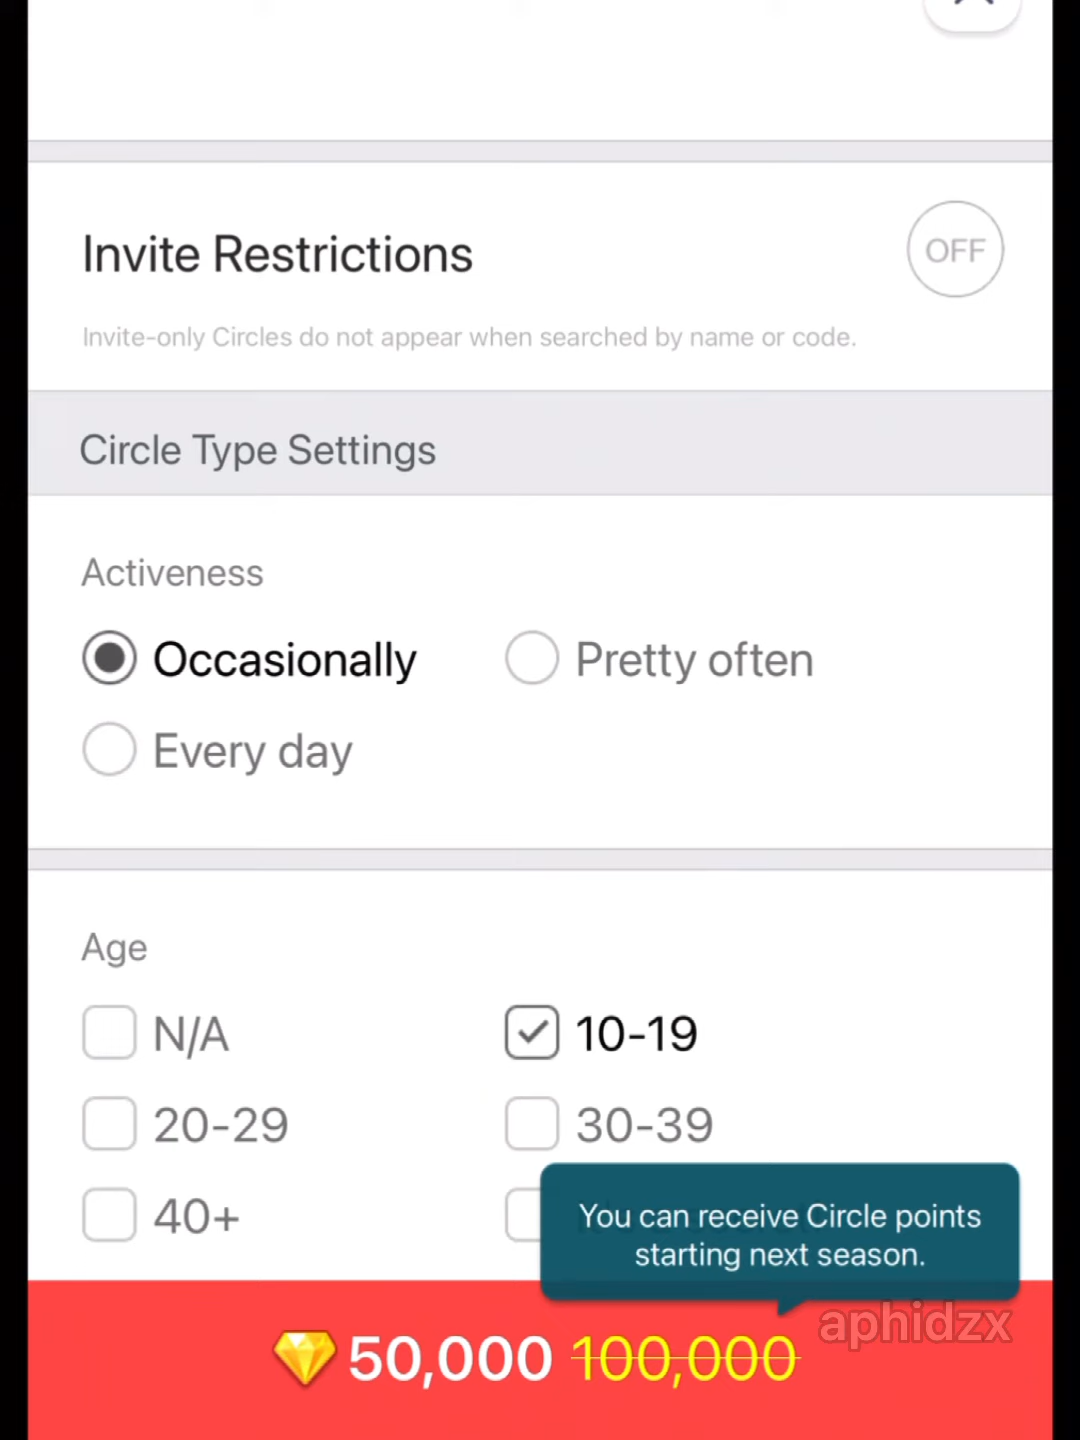 Invite Restrictions
OFF
Invite-only Circles do not appear when searched by name or code.
Circle Type Settings
Activeness
Occasionally
Pretty often
Every day
Age
N/A
10-19
20-29
30-39
40+
You can receive Circle points
starting next season.
aphidzx
50,000 100,000